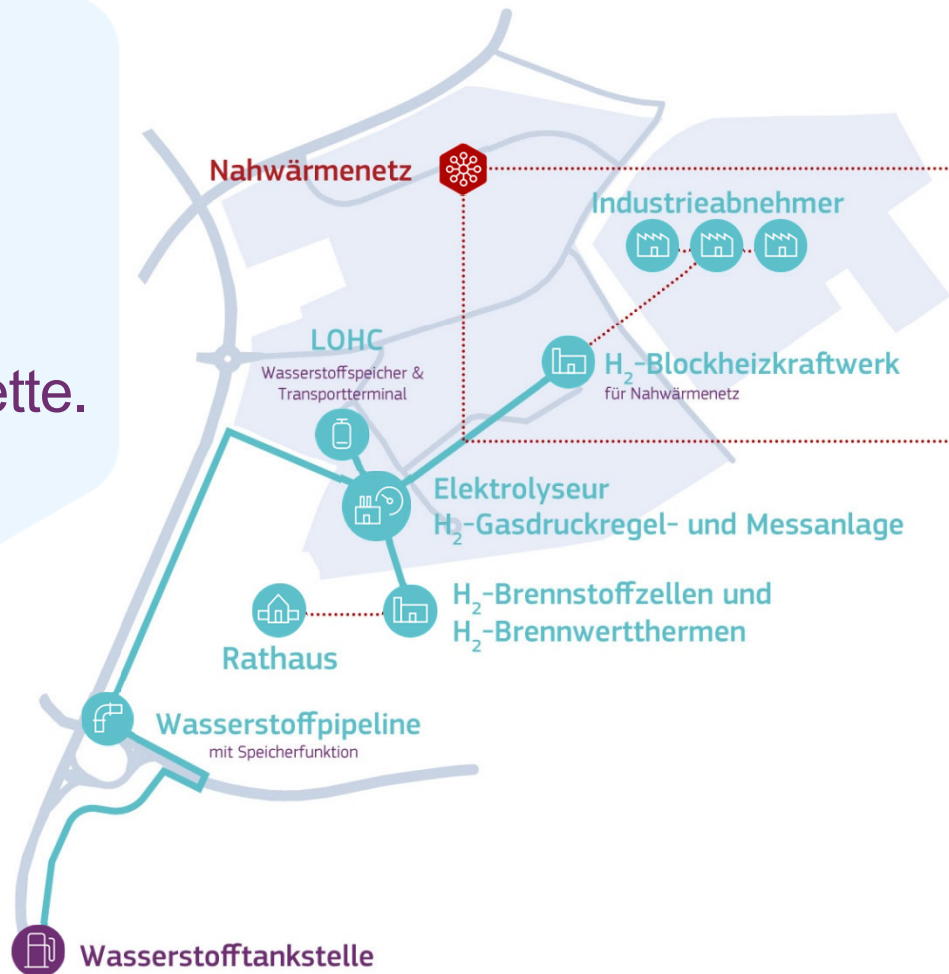 Nahwärmenetz
Industrieabnehmer
LOHC
Wasserstoffspeicher &
Transportterminal
H₂-Blockheizkraftwerk
für Nahwärmenetz
ette.
Elektrolyseur
H₂-Gasdruckregel- und Messanlage
H₂-Brennstoffzellen und
H₂-Brennwertthermen
Rathaus
Wasserstoffpipeline
mit Speicherfunktion
Wasserstofftankstelle